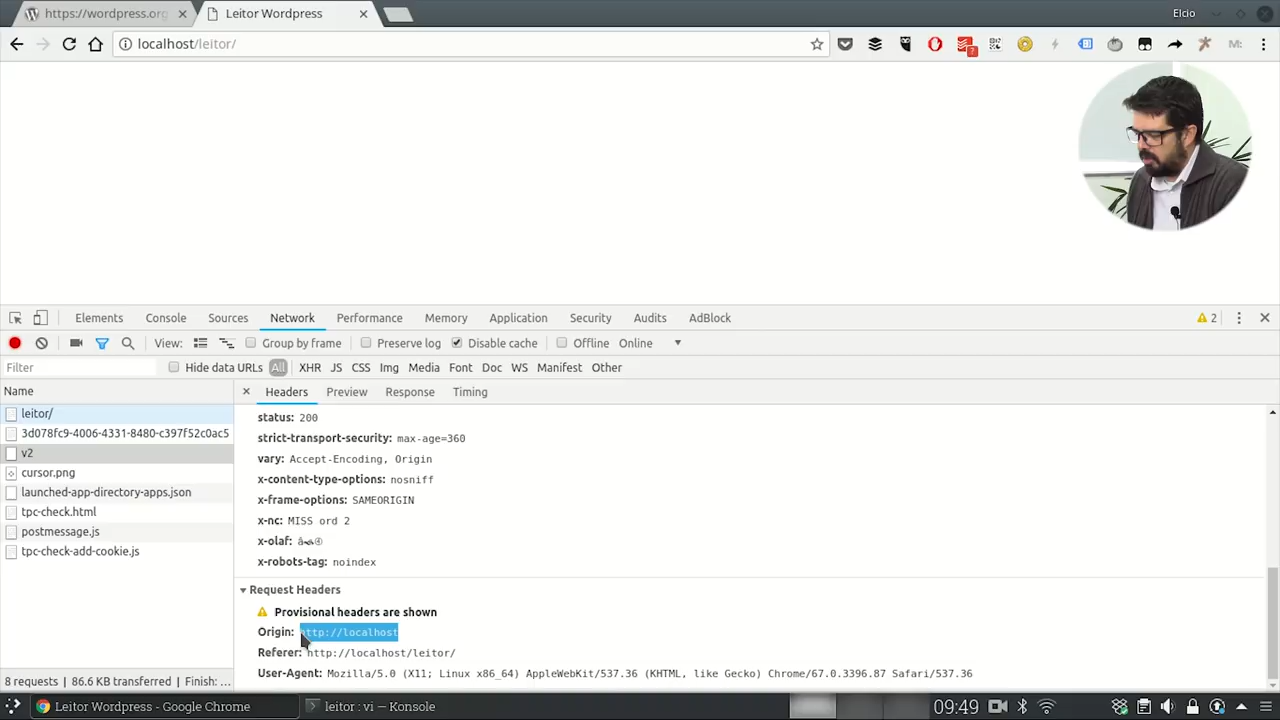 https://wordpress.org
Leitor Wordpress
Elcio
localhost/leitor/
?
M:
Elements Console Sources Network Performance Memory Application Security Audits AdBlock
2
View: Group by frame Preserve log Disable cache Offline Online
Filter
Hide data URLs All XHR JS CSS Img Media Font Doc WS Manifest Other
Name
Headers Preview Response Timing
leitor/
3d078fc9-4006-4331-8480-c397f52c0ac5
v2
cursor.png
launched-app-directory-apps.json
tpc-check.html
postmessage.js
tpc-check-add-cookie.js
8 requests | 86.6 KB transferred | Finish: ...
status: 200
strict-transport-security: max-age=360
vary: Accept-Encoding, Origin
x-content-type-options: nosniff
x-frame-options: SAMEORIGIN
x-nc: MISS ord 2
x-olaf:
x-robots-tag: noindex
Request Headers
Provisional headers are shown
Origin: http://localhost
Referer: http://localhost/leitor/
User-Agent: Mozilla/5.0 (X11; Linux x86_64) AppleWebKit/537.36 (KHTML, like Gecko) Chrome/67.0.3396.87 Safari/537.36
Leitor Wordpress - Google Chrome
leitor : vi — Konsole
09:49